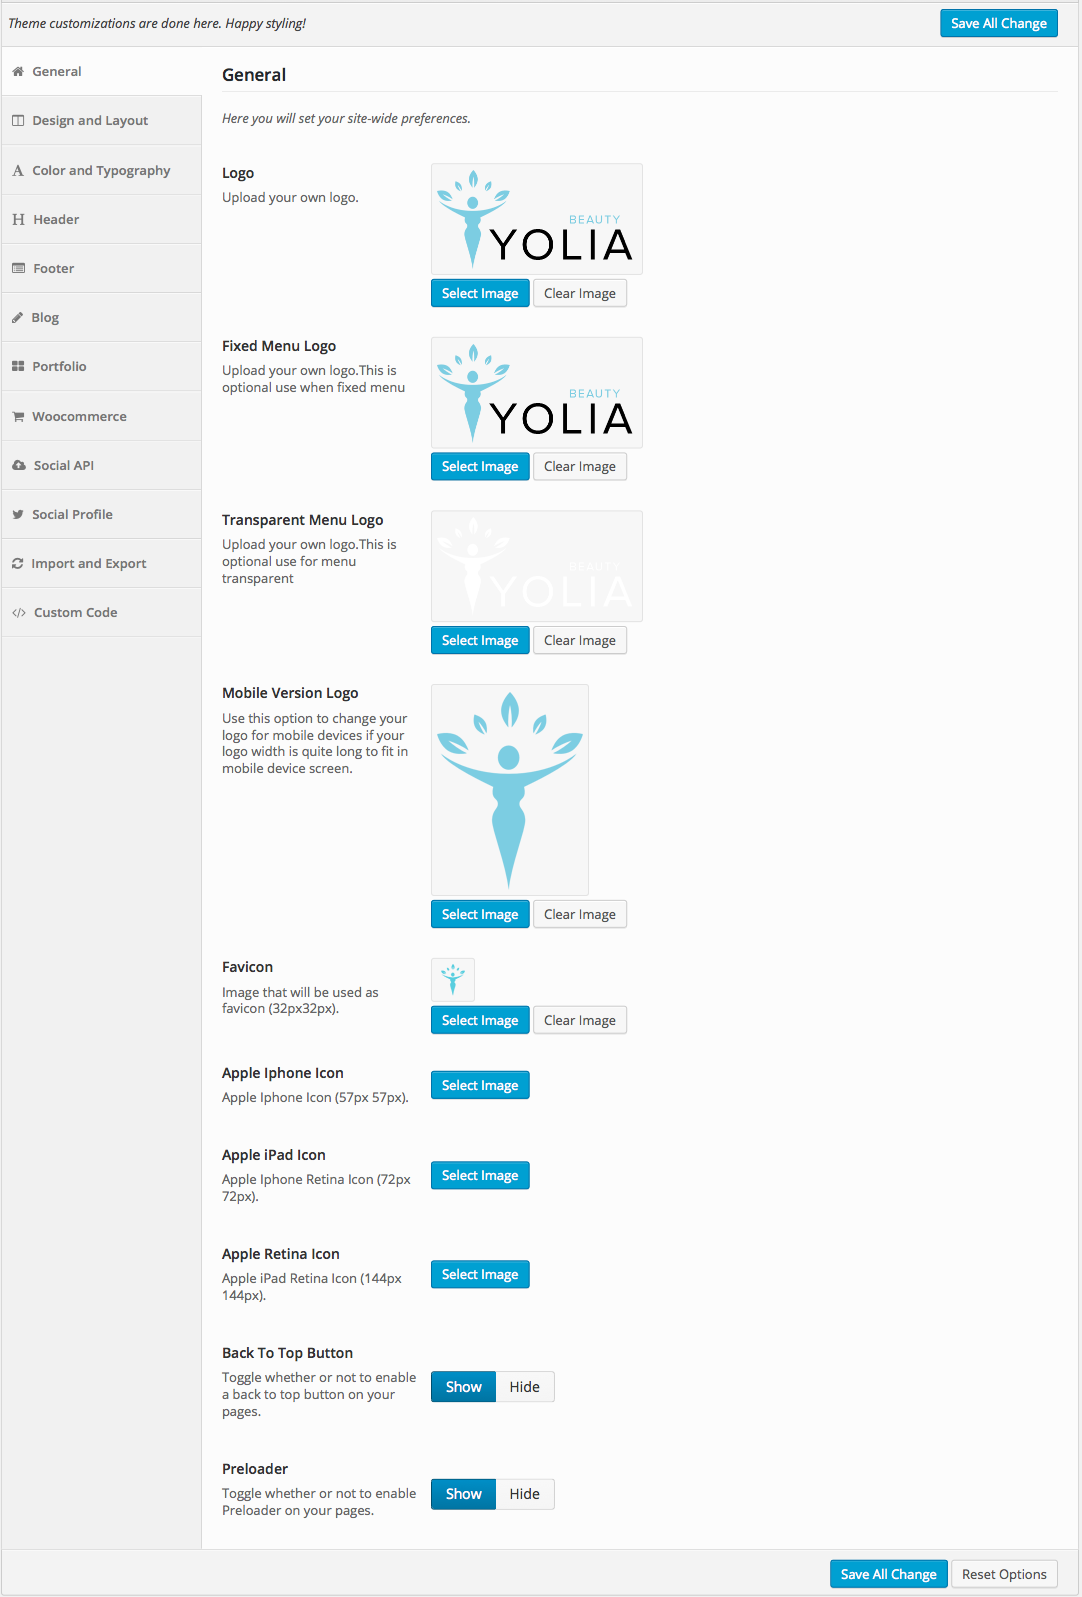 Theme customizations are done here. Happy styling!
Save All Change
General
Design and Layout
Color and Typography
Header
Footer
Blog
Portfolio
Woocommerce
Social API
Social Profile
Import and Export
Custom Code
General
Here you will set your site-wide preferences.
Logo
Upload your own logo.
BEAUTY
YOLIA
Select Image
Clear Image
Fixed Menu Logo
Upload your own logo.This is
optional use when fixed menu
BEAUTY
YOLIA
Select Image
Clear Image
Transparent Menu Logo
Upload your own logo.This is
optional use for menu
transparent
BEAUTY
YOLIA
Select Image
Clear Image
Mobile Version Logo
Use this option to change your
logo for mobile devices if your
logo width is quite long to fit in
mobile device screen.
Select Image
Clear Image
Favicon
Image that will be used as
favicon (32px32px).
Select Image
Clear Image
Apple Iphone Icon
Apple Iphone Icon (57px 57px).
Select Image
Apple iPad Icon
Apple Iphone Retina Icon (72px
72px).
Select Image
Apple Retina Icon
Apple iPad Retina Icon (144px
144px).
Select Image
Back To Top Button
Toggle whether or not to enable
a back to top button on your
pages.
Show
Hide
Preloader
Toggle whether or not to enable
Preloader on your pages.
Show
Hide
Save All Change
Reset Options